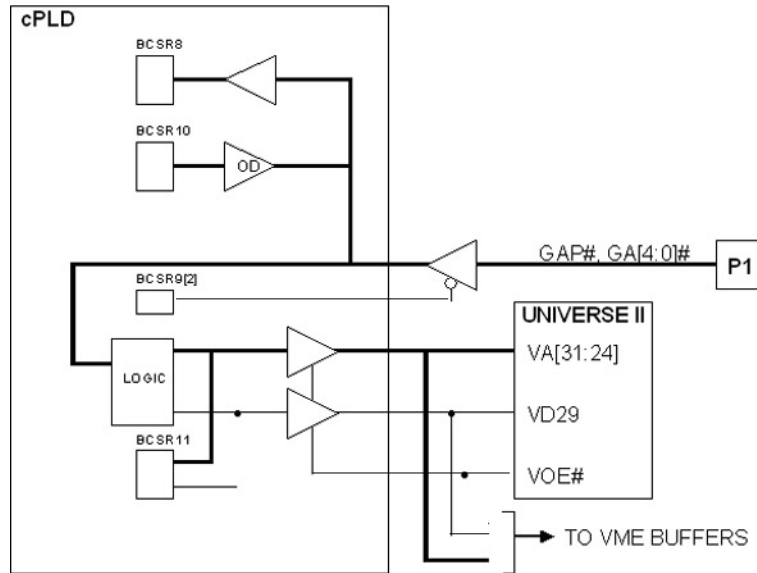 cPLD
BCSR8
BCSR10
OD
GAP#, GA[4:0]#
P1
BCSR9[2]
UNIVERSE II
VA[31:24]
LOGIC
VD29
BCSR11
VOE#
TO VME BUFFERS